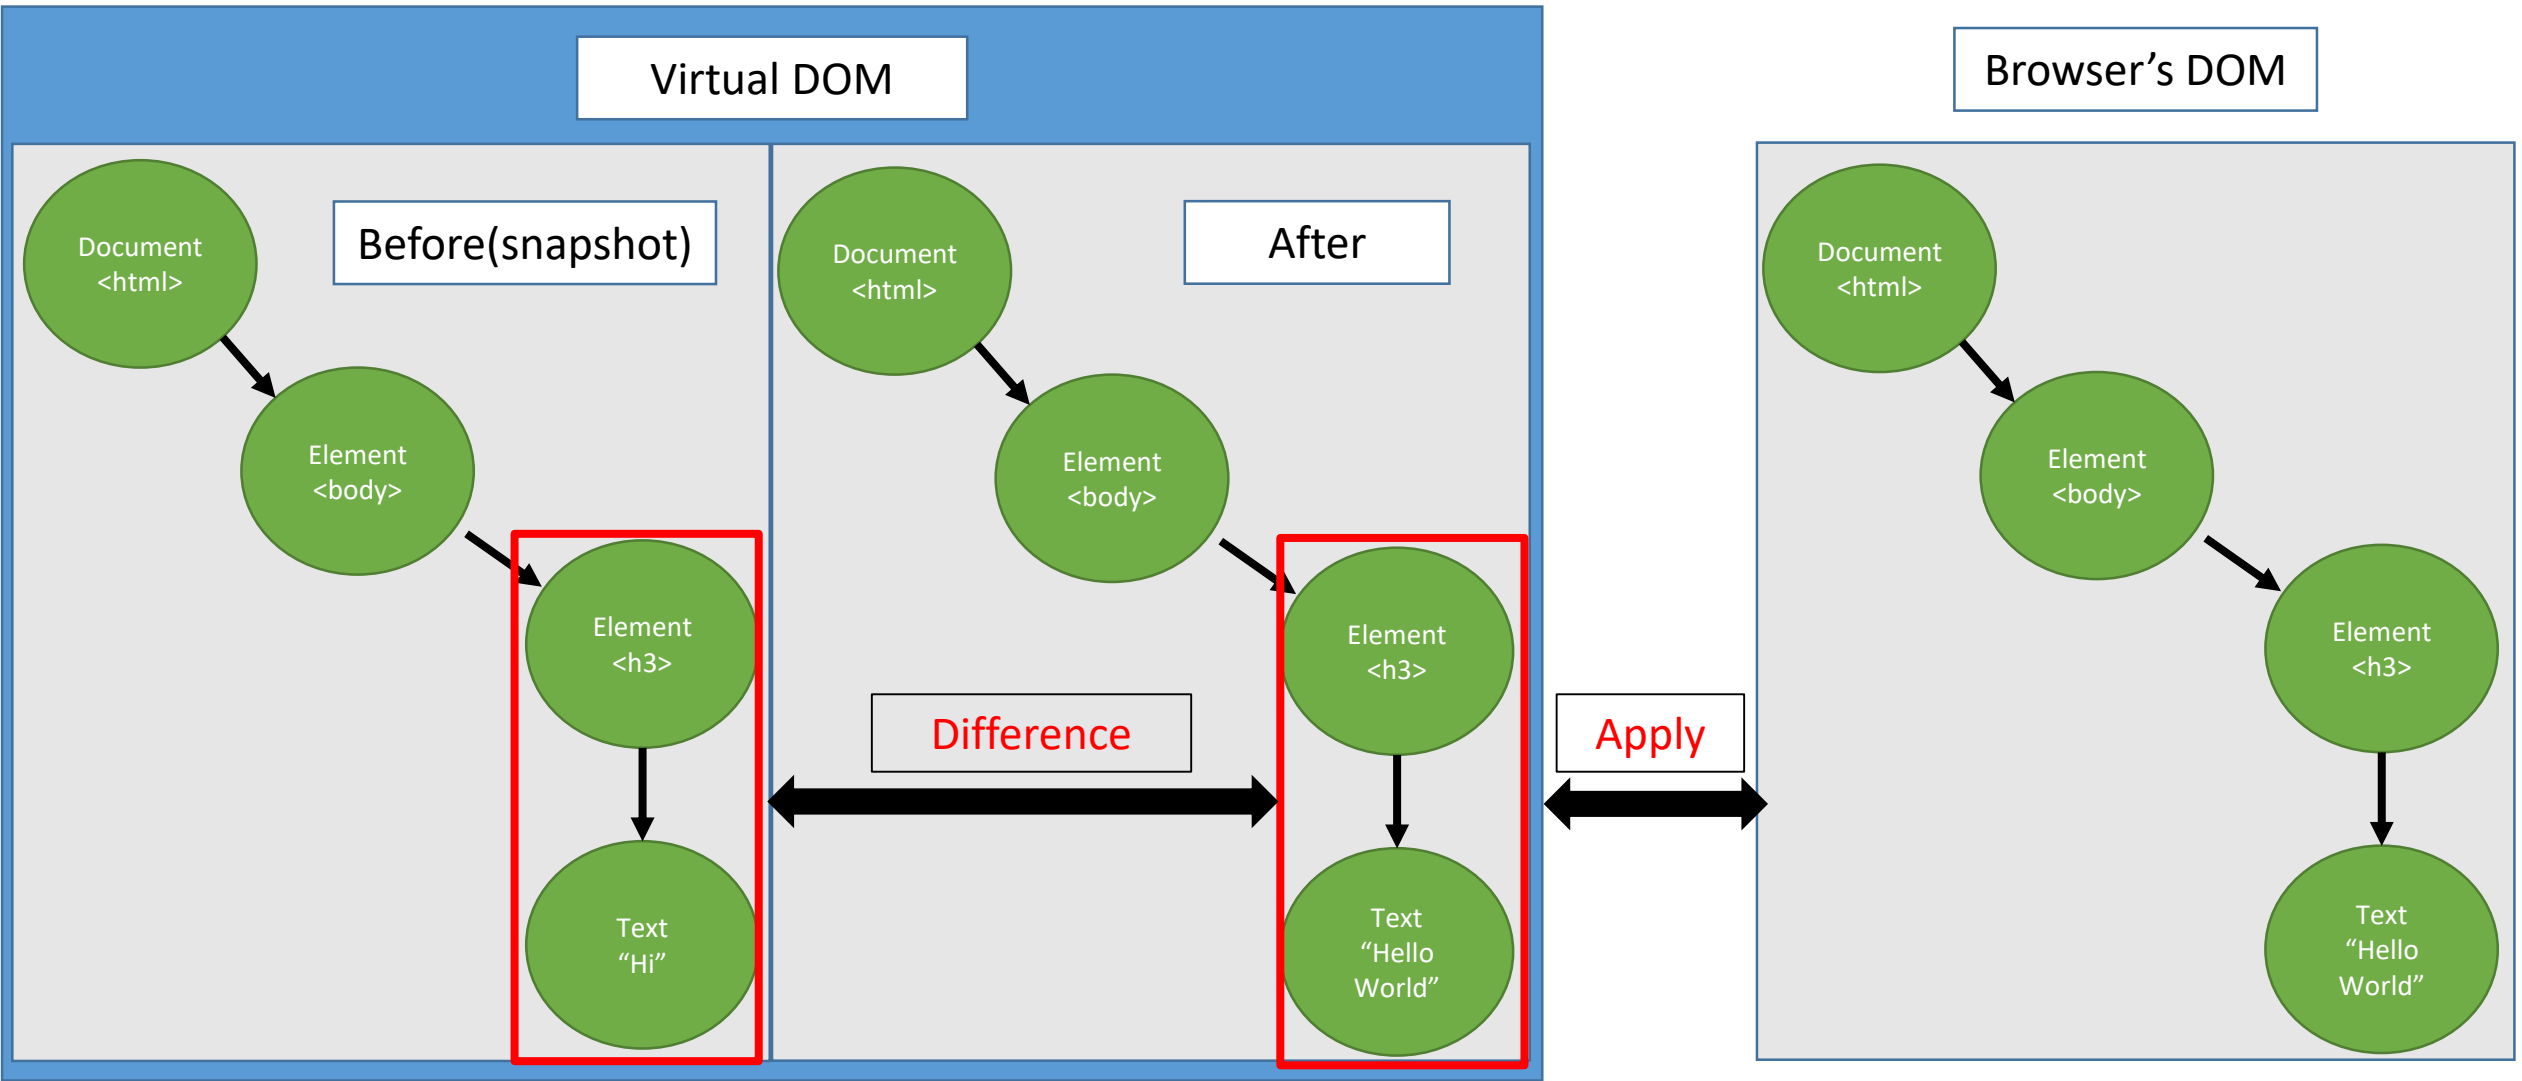 Virtual DOM
Browser’s DOM
Before(snapshot)
After
Document
<html>
Element
<body>
Element
<h3>
Text
“Hi”
Document
<html>
Element
<body>
Element
<h3>
Text
“Hello
World”
Difference
Apply
Document
<html>
Element
<body>
Element
<h3>
Text
“Hello
World”